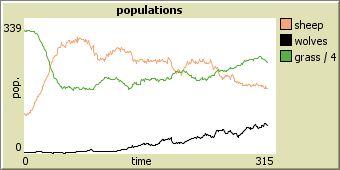 populations
339
sheep
wolves
grass / 4
pop.
0
0 time 315